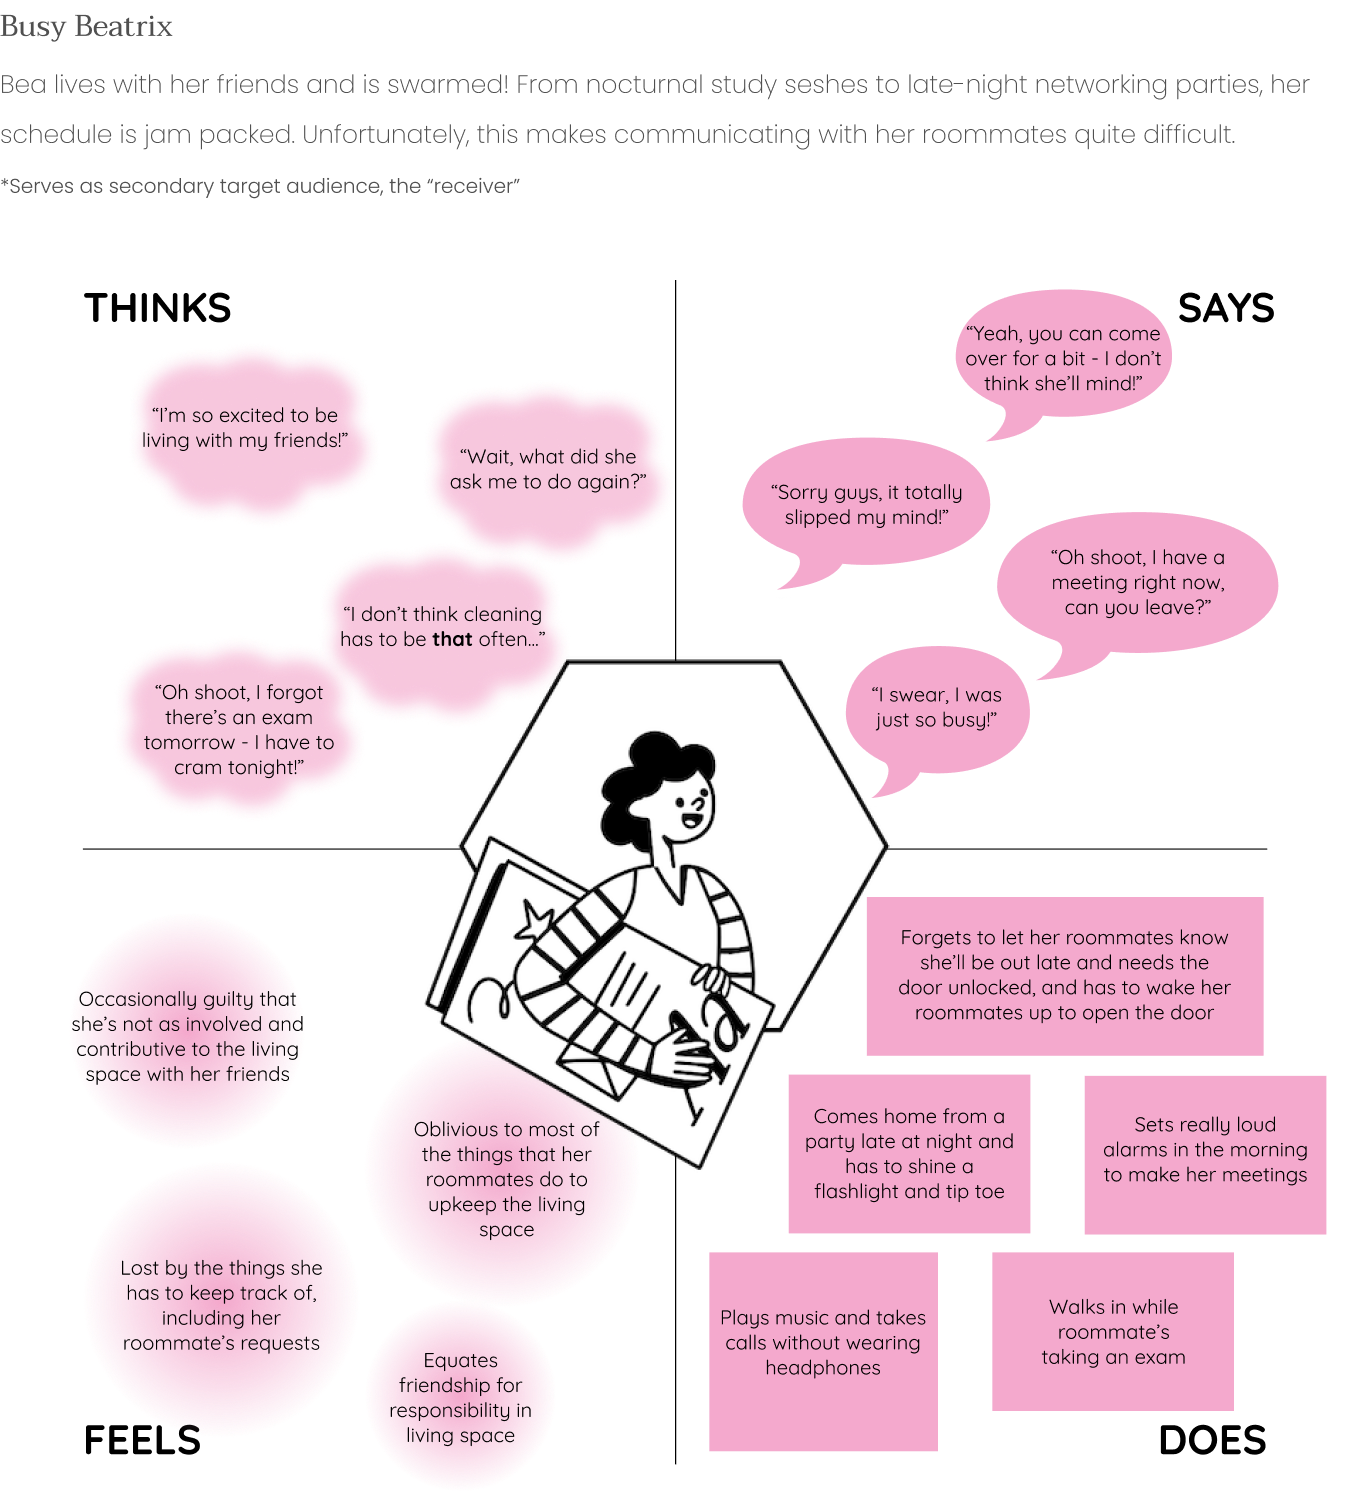 Busy Beatrix
Bea lives with her friends and is swarmed! From nocturnal study seshes to late-night networking parties, her
schedule is jam packed. Unfortunately, this makes communicating with her roommates quite difficult.
*Serves as secondary target audience, the “receiver”
THINKS
“I’m so excited to be
living with my friends!”
“Wait, what did she
ask me to do again?”
“I don’t think cleaning
has to be that often...”
“Oh shoot, I forgot
there’s an exam
tomorrow - I have to
cram tonight!”
SAYS
“Yeah, you can come
over for a bit - I don’t
think she’ll mind!”
“Sorry guys, it totally
slipped my mind!”
“Oh shoot, I have a
meeting right now,
can you leave?”
“I swear, I was
just so busy!”
Occasionally guilty that
she’s not as involved and
contributive to the living
space with her friends
Oblivious to most of
the things that her
roommates do to
upkeep the living
space
Lost by the things she
has to keep track of,
including her
roommate’s requests
Equates
friendship for
responsibility in
living space
FEELS
Forgets to let her roommates know
she’ll be out late and needs the
door unlocked, and has to wake her
roommates up to open the door
Comes home from a
party late at night and
has to shine a
flashlight and tip toe
Sets really loud
alarms in the morning
to make her meetings
Plays music and takes
calls without wearing
headphones
Walks in while
roommate’s
taking an exam
DOES